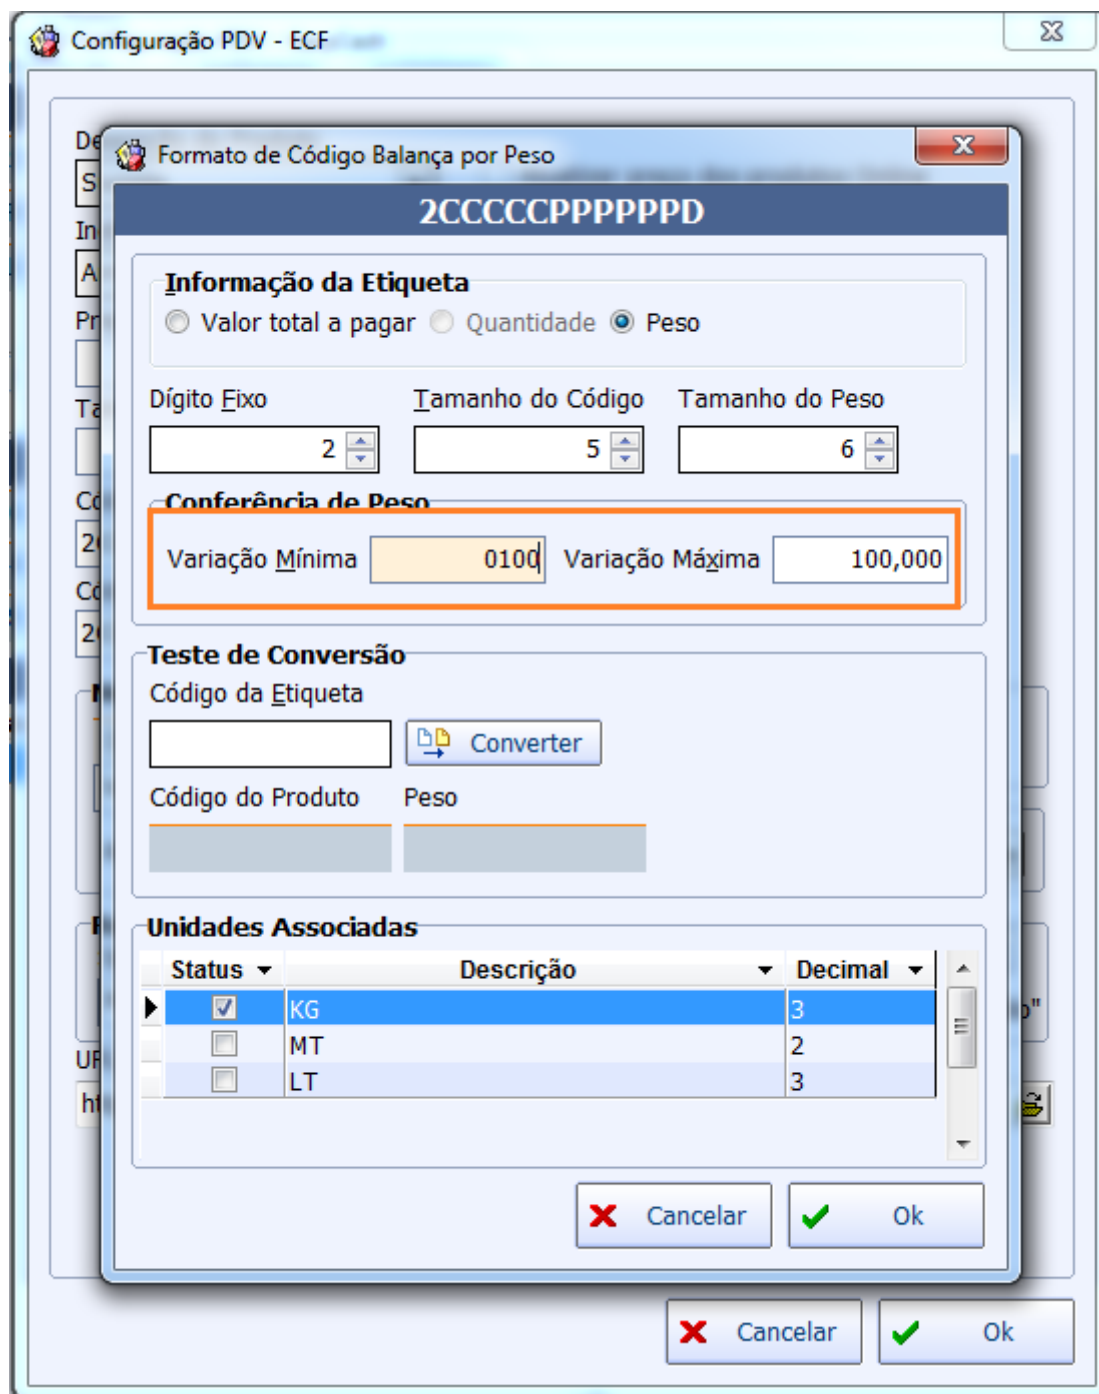 Configuração PDV - ECF
Formato de Código Balança por Peso
2CCCCCPPPPPPD
Informação da Etiqueta
Valor total a pagar Quantidade Peso
Dígito Fixo Tamanho do Código Tamanho do Peso
2 5 6
Conferência de Peso
Variação Mínima 0100 Variação Máxima 100,000
Teste de Conversão
Código da Etiqueta
Converter
Código do Produto Peso
Unidades Associadas
Status Descrição Decimal
KG 3
MT 2
LT 3
Cancelar Ok
Cancelar Ok